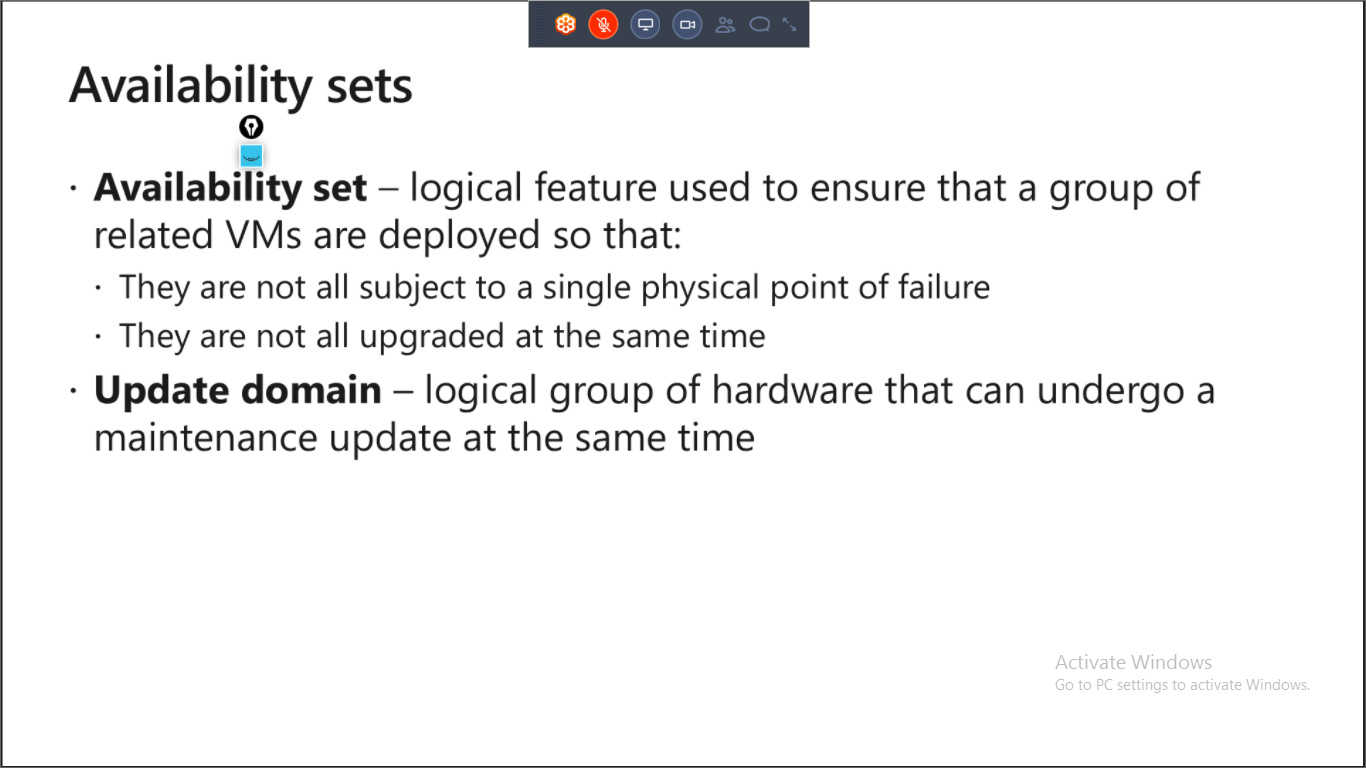 Availability sets
· Availability set – logical feature used to ensure that a group of
related VMs are deployed so that:
· They are not all subject to a single physical point of failure
· They are not all upgraded at the same time
· Update domain – logical group of hardware that can undergo a
maintenance update at the same time
Activate Windows
Go to PC settings to activate Windows.